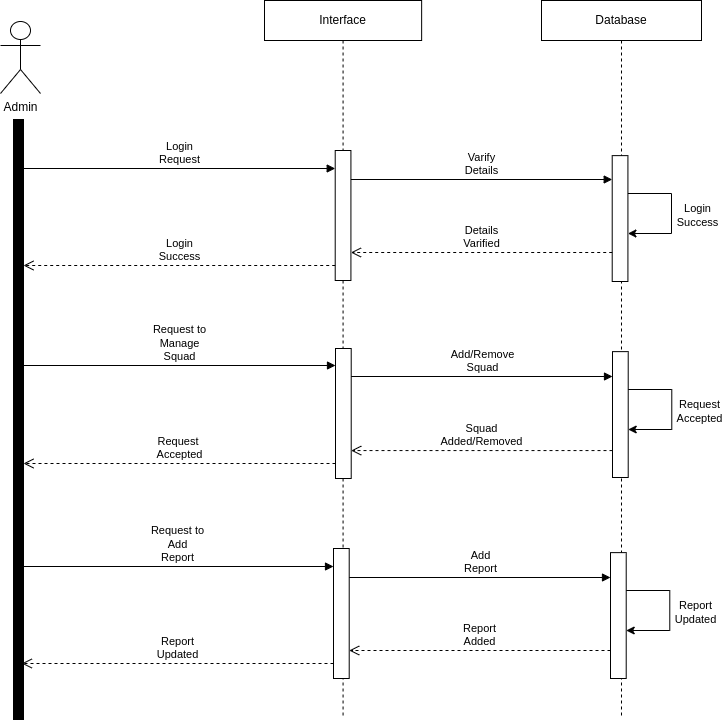 Interface
Database
Admin
Login
Request
Varify
Details
Login
Success
Details
Varified
Login
Success
Request to
Manage
Squad
Add/Remove
Squad
Request
Accepted
Squad
Added/Removed
Request
Accepted
Request to
Add
Report
Add
Report
Report
Updated
Report
Added
Report
Updated